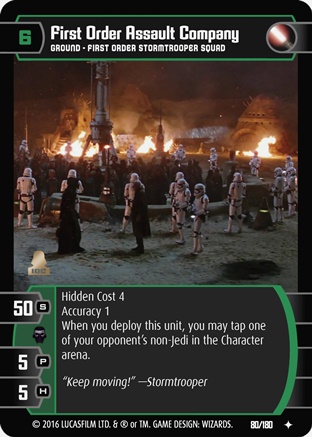 6
First Order Assault Company
GROUND - FIRST ORDER STORMTROOPER SQUAD
IDC
50 S
5 P
5 H
Hidden Cost 4
Accuracy 1
When you deploy this unit, you may tap one
of your opponent's non-Jedi in the Character
arena.
“Keep moving!” —Stormtrooper
© 2016 LUCASFILM LTD. & ® or TM. GAME DESIGN: WIZARDS.
80/180